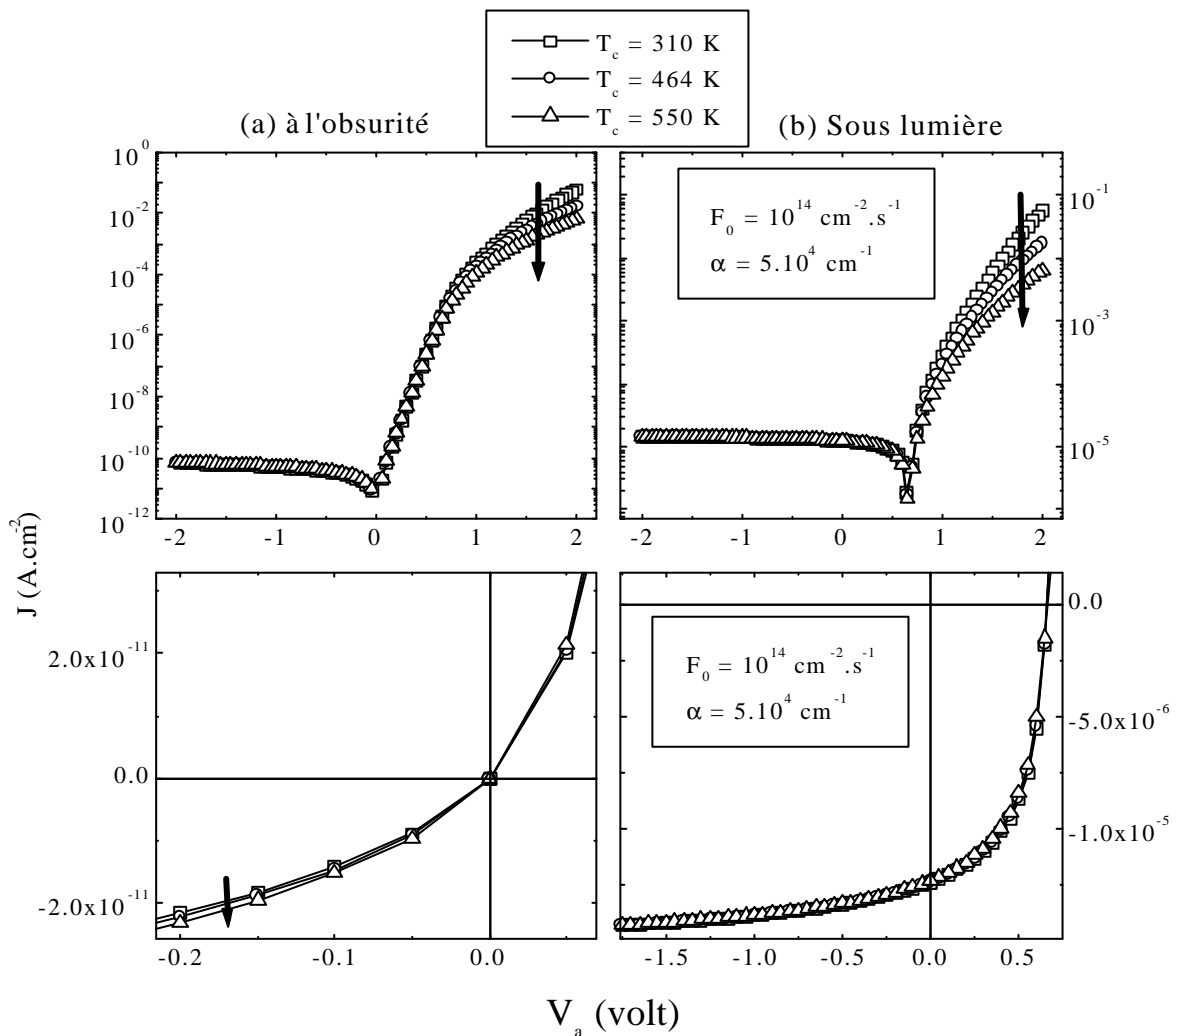 T_c = 310 K
T_c = 464 K
T_c = 550 K
(a) à l'obsurité
(b) Sous lumière
10^0
10^-2
10^-4
10^-6
10^-8
10^-10
10^-12
-2 -1 0 1 2
F_0 = 10^14 cm^-2.s^-1
α = 5.10^4 cm^-1
10^-1
10^-3
10^-5
-2 -1 0 1 2
J (A.cm^-2)
2.0x10^-11
0.0
-2.0x10^-11
-0.2 -0.1 0.0
F_0 = 10^14 cm^-2.s^-1
α = 5.10^4 cm^-1
0.0
-5.0x10^-6
-1.0x10^-5
-1.5 -1.0 -0.5 0.0 0.5
V_a (volt)